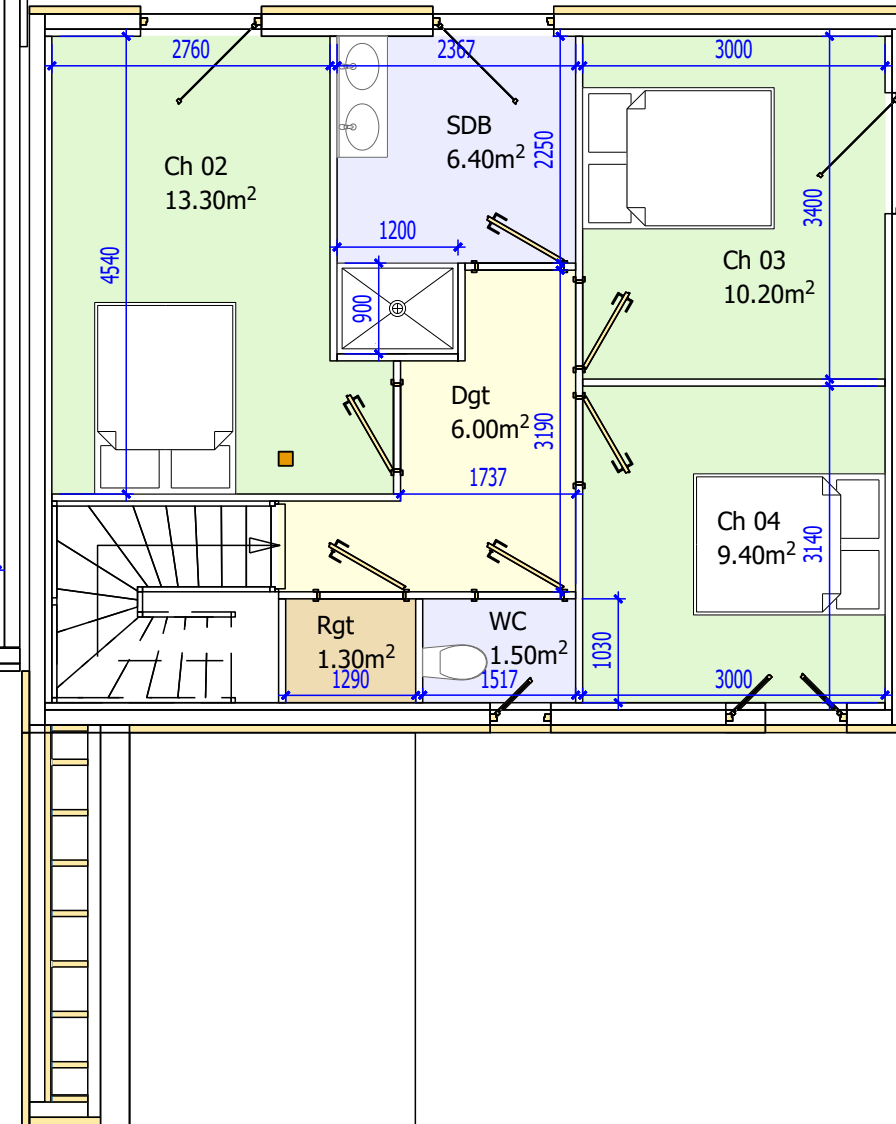 2760
2367
3000
SDB
6.40m²
2250
Ch 02
13.30m²
3400
1200
4540
Ch 03
10.20m²
900
Dgt
6.00m²
3190
1737
Ch 04
9.40m²
3140
Rgt
1.30m²
WC
1.50m²
1030
1290
1517
3000